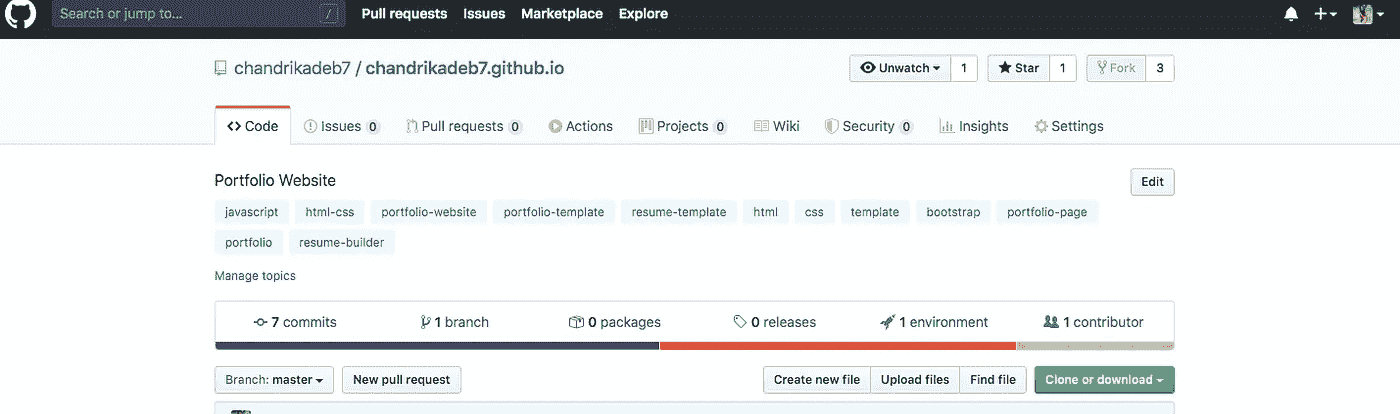 Search or jump to... / Pull requests Issues Marketplace Explore
chandrikadeb7 / chandrikadeb7.github.io Unwatch 1 Star 1 Fork 3
Code Issues 0 Pull requests 0 Actions Projects 0 Wiki Security 0 Insights Settings
Portfolio Website Edit
javascript html-css portfolio-website portfolio-template resume-template html css template bootstrap portfolio-page
portfolio resume-builder
Manage topics
7 commits 1 branch 0 packages 0 releases 1 environment 1 contributor
Branch: master New pull request Create new file Upload files Find file Clone or download